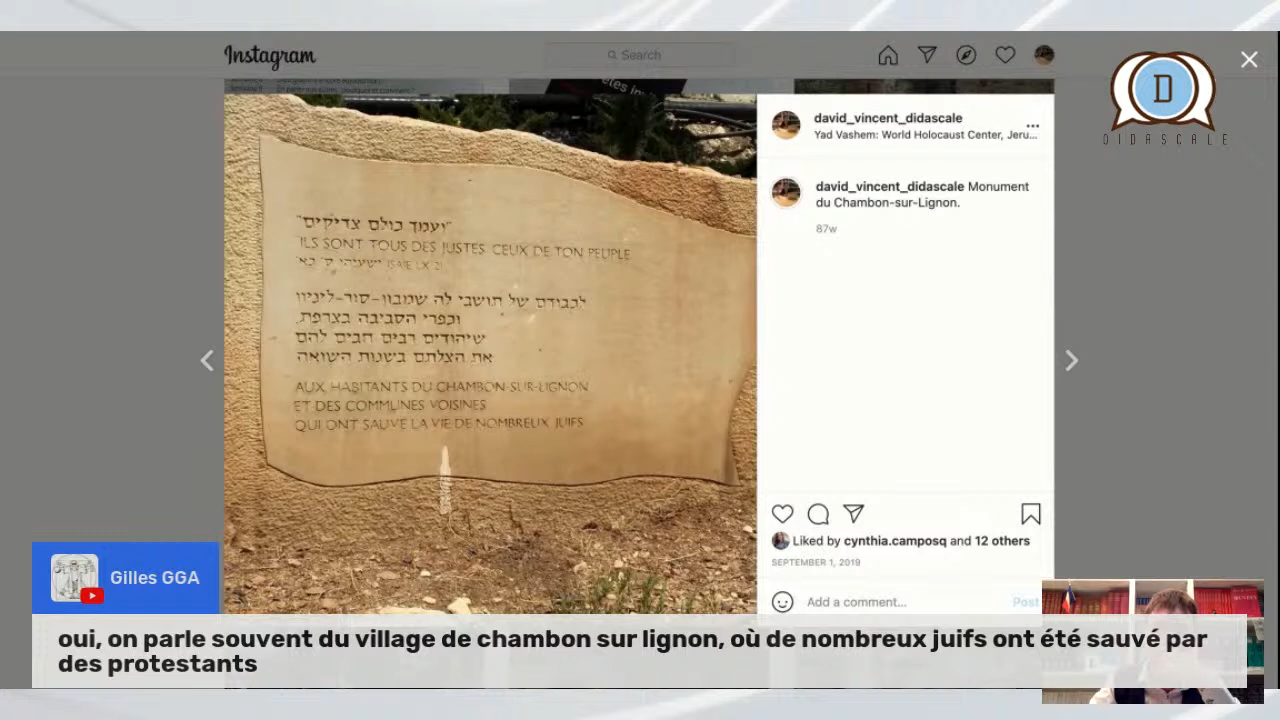 Instagram
Search
D
DIDASCALE
david_vincent_didascale
Yad Vashem: World Holocaust Center, Jeru...
david_vincent_didascale Monument
du Chambon-sur-Lignon.
87w
"ועמך כולם צדיקים"
ILS SONT TOUS DES JUSTES CEUX DE TON PEUPLE
ישעיהו ס' כא' (SAIE LX 21)
לכבודם של תושבי לה שמבון-סור-ליניון
וכפרי הסביבה בצרפת,
שיהודים רבים חבים להם
את הצלתם בשנות השואה
AUX HABITANTS DU CHAMBON-SUR-LIGNON
ET DES COMMUNES VOISINES
QUI ONT SAUVE LA VIE DE NOMBREUX JUIFS
Liked by cynthia.camposq and 12 others
SEPTEMBER 1, 2019
Add a comment...
Post
Gilles GGA
oui, on parle souvent du village de chambon sur lignon, où de nombreux juifs ont été sauvé par
des protestants